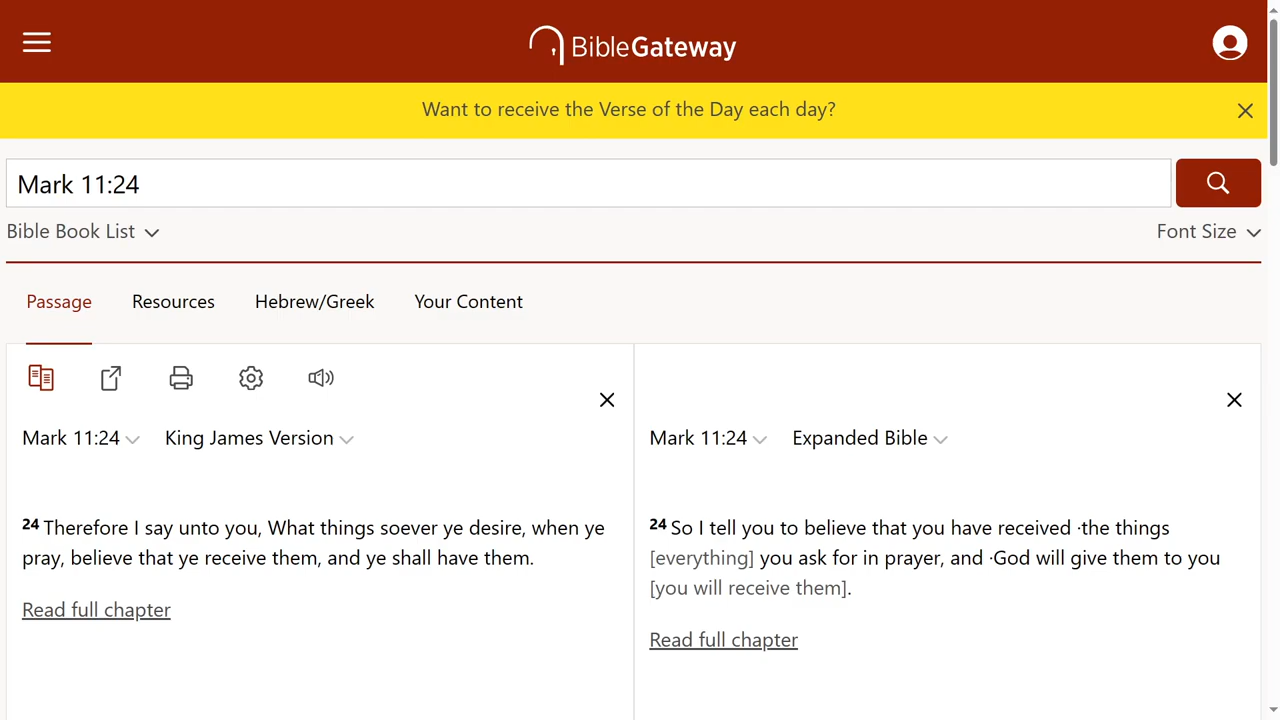 BibleGateway
Want to receive the Verse of the Day each day?
Mark 11:24
Bible Book List
Font Size
Passage
Resources
Hebrew/Greek
Your Content
Mark 11:24
King James Version
24 Therefore I say unto you, What things soever ye desire, when ye
pray, believe that ye receive them, and ye shall have them.
Read full chapter
Mark 11:24
Expanded Bible
24 So I tell you to believe that you have received ·the things
[everything] you ask for in prayer, and ·God will give them to you
[you will receive them].
Read full chapter